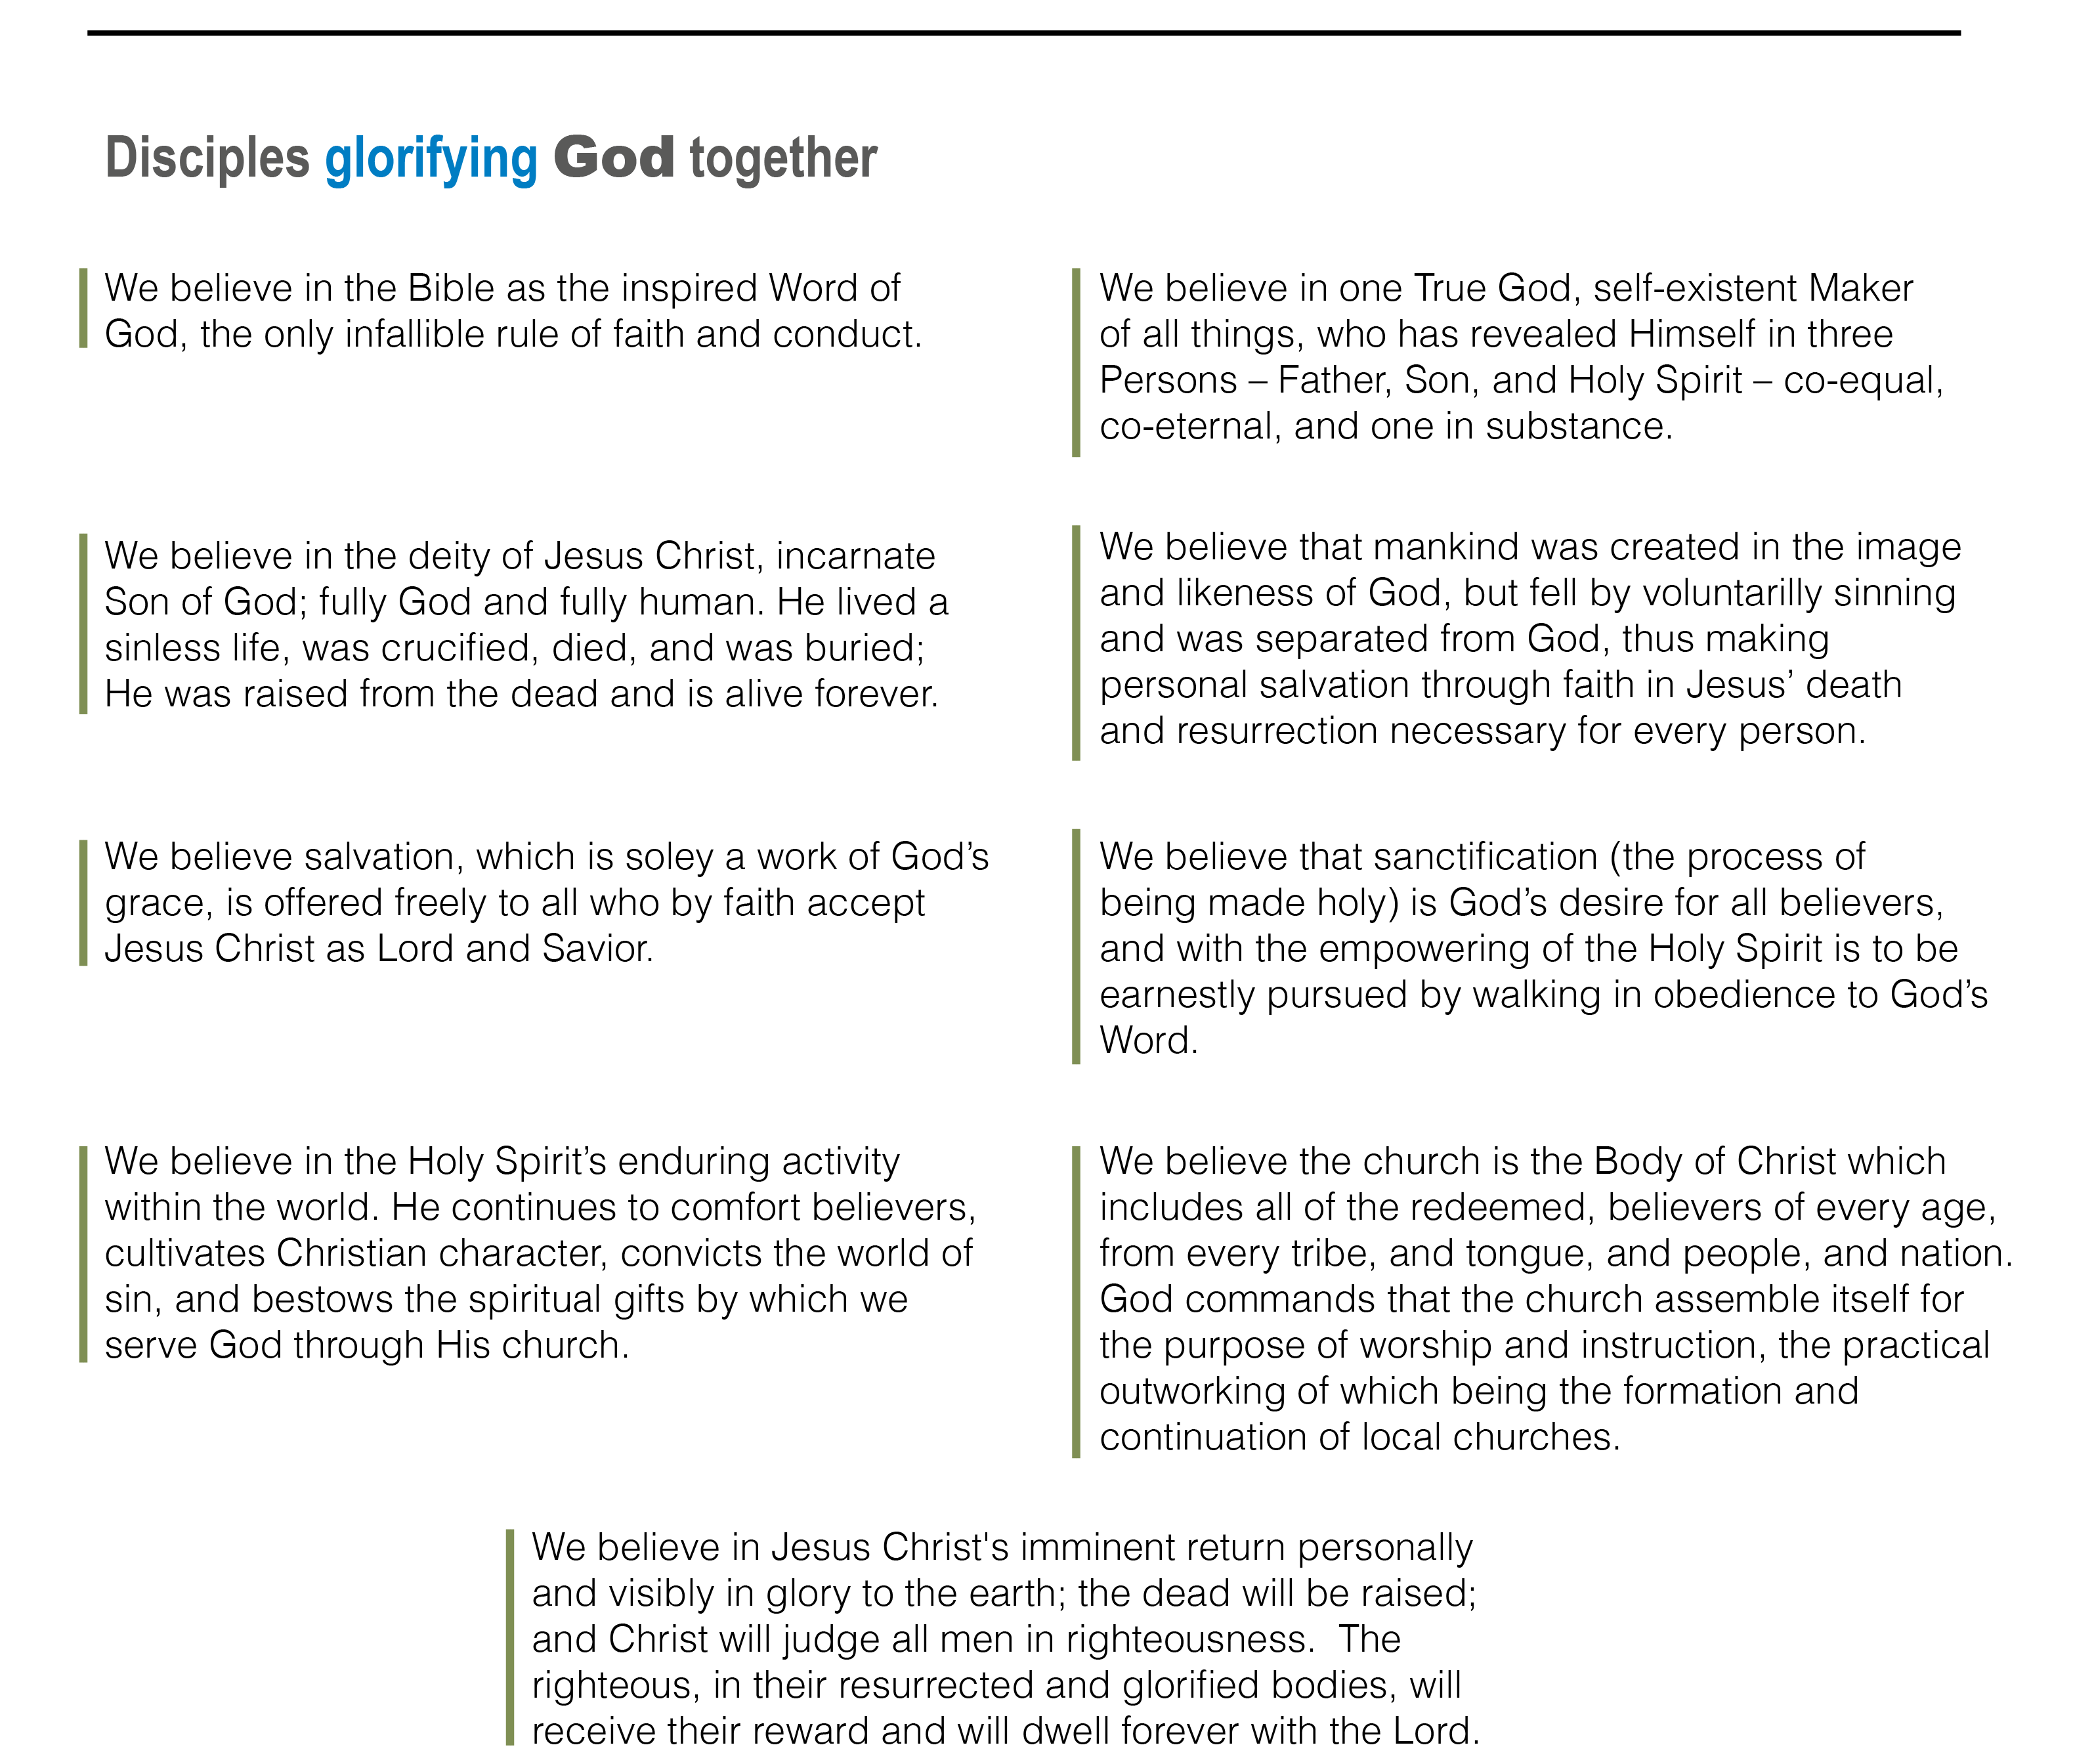 Disciples glorifying God together
We believe in the Bible as the inspired Word of
God, the only infallible rule of faith and conduct.
We believe in one True God, self-existent Maker
of all things, who has revealed Himself in three
Persons – Father, Son, and Holy Spirit – co-equal,
co-eternal, and one in substance.
We believe in the deity of Jesus Christ, incarnate
Son of God; fully God and fully human. He lived a
sinless life, was crucified, died, and was buried;
He was raised from the dead and is alive forever.
We believe that mankind was created in the image
and likeness of God, but fell by voluntarilly sinning
and was separated from God, thus making
personal salvation through faith in Jesus’ death
and resurrection necessary for every person.
We believe salvation, which is soley a work of God’s
grace, is offered freely to all who by faith accept
Jesus Christ as Lord and Savior.
We believe that sanctification (the process of
being made holy) is God’s desire for all believers,
and with the empowering of the Holy Spirit is to be
earnestly pursued by walking in obedience to God’s
Word.
We believe in the Holy Spirit’s enduring activity
within the world. He continues to comfort believers,
cultivates Christian character, convicts the world of
sin, and bestows the spiritual gifts by which we
serve God through His church.
We believe the church is the Body of Christ which
includes all of the redeemed, believers of every age,
from every tribe, and tongue, and people, and nation.
God commands that the church assemble itself for
the purpose of worship and instruction, the practical
outworking of which being the formation and
continuation of local churches.
We believe in Jesus Christ's imminent return personally
and visibly in glory to the earth; the dead will be raised;
and Christ will judge all men in righteousness.  The
righteous, in their resurrected and glorified bodies, will
receive their reward and will dwell forever with the Lord.